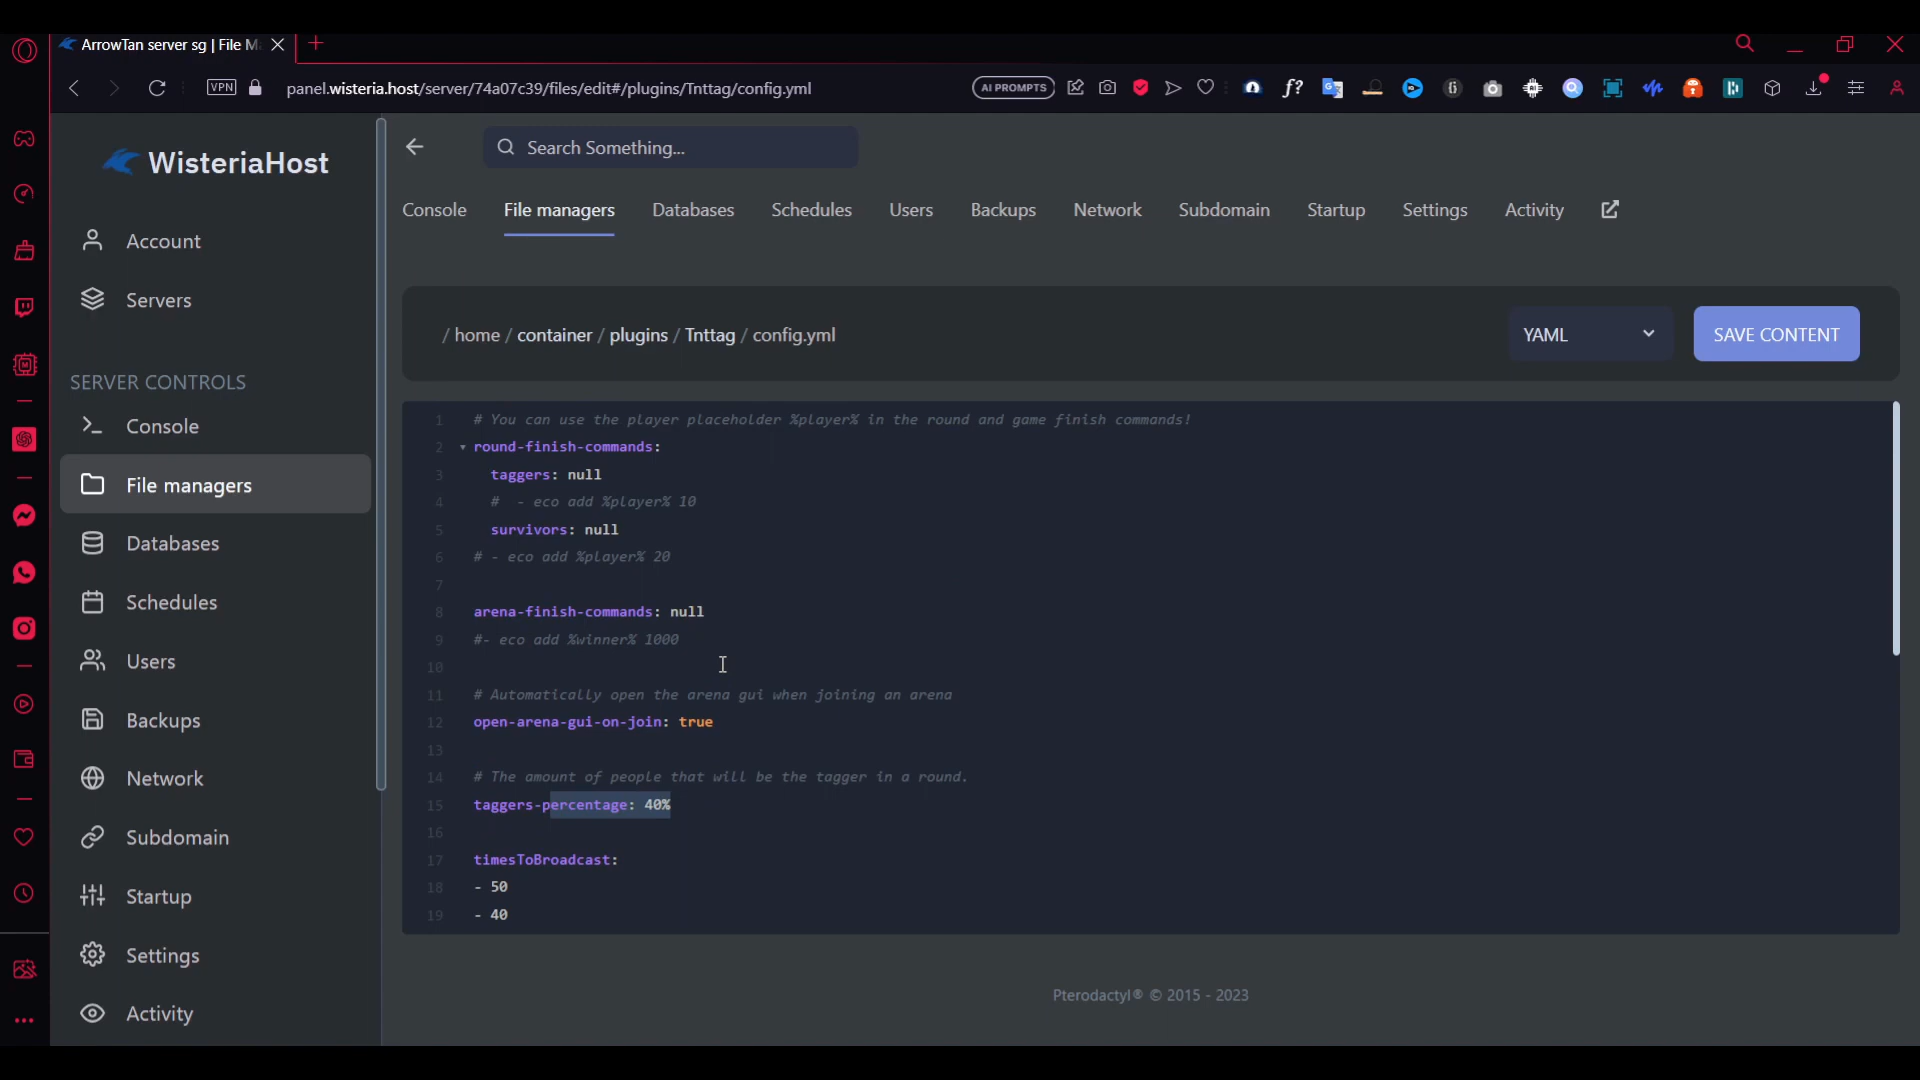 ArrowTan server sg | File M
VPN
panel.wisteria.host/server/74a07c39/files/edit#/plugins/Tnttag/config.yml
AI PROMPTS
WisteriaHost
Search Something...
Console
File managers
Databases
Schedules
Users
Backups
Network
Subdomain
Startup
Settings
Activity
Account
Servers
SERVER CONTROLS
Console
File managers
Databases
Schedules
Users
Backups
Network
Subdomain
Startup
Settings
Activity
/ home / container / plugins / Tnttag / config.yml
YAML
SAVE CONTENT
1 # You can use the player placeholder %player% in the round and game finish commands!
2 round-finish-commands:
3 taggers: null
4 # - eco add %player% 10
5 survivors: null
6 # - eco add %player% 20
7
8 arena-finish-commands: null
9 #- eco add %winner% 1000
10
11 # Automatically open the arena gui when joining an arena
12 open-arena-gui-on-join: true
13
14 # The amount of people that will be the tagger in a round.
15 taggers-percentage: 40%
16
17 timesToBroadcast:
18 - 50
19 - 40
Pterodactyl® © 2015 - 2023